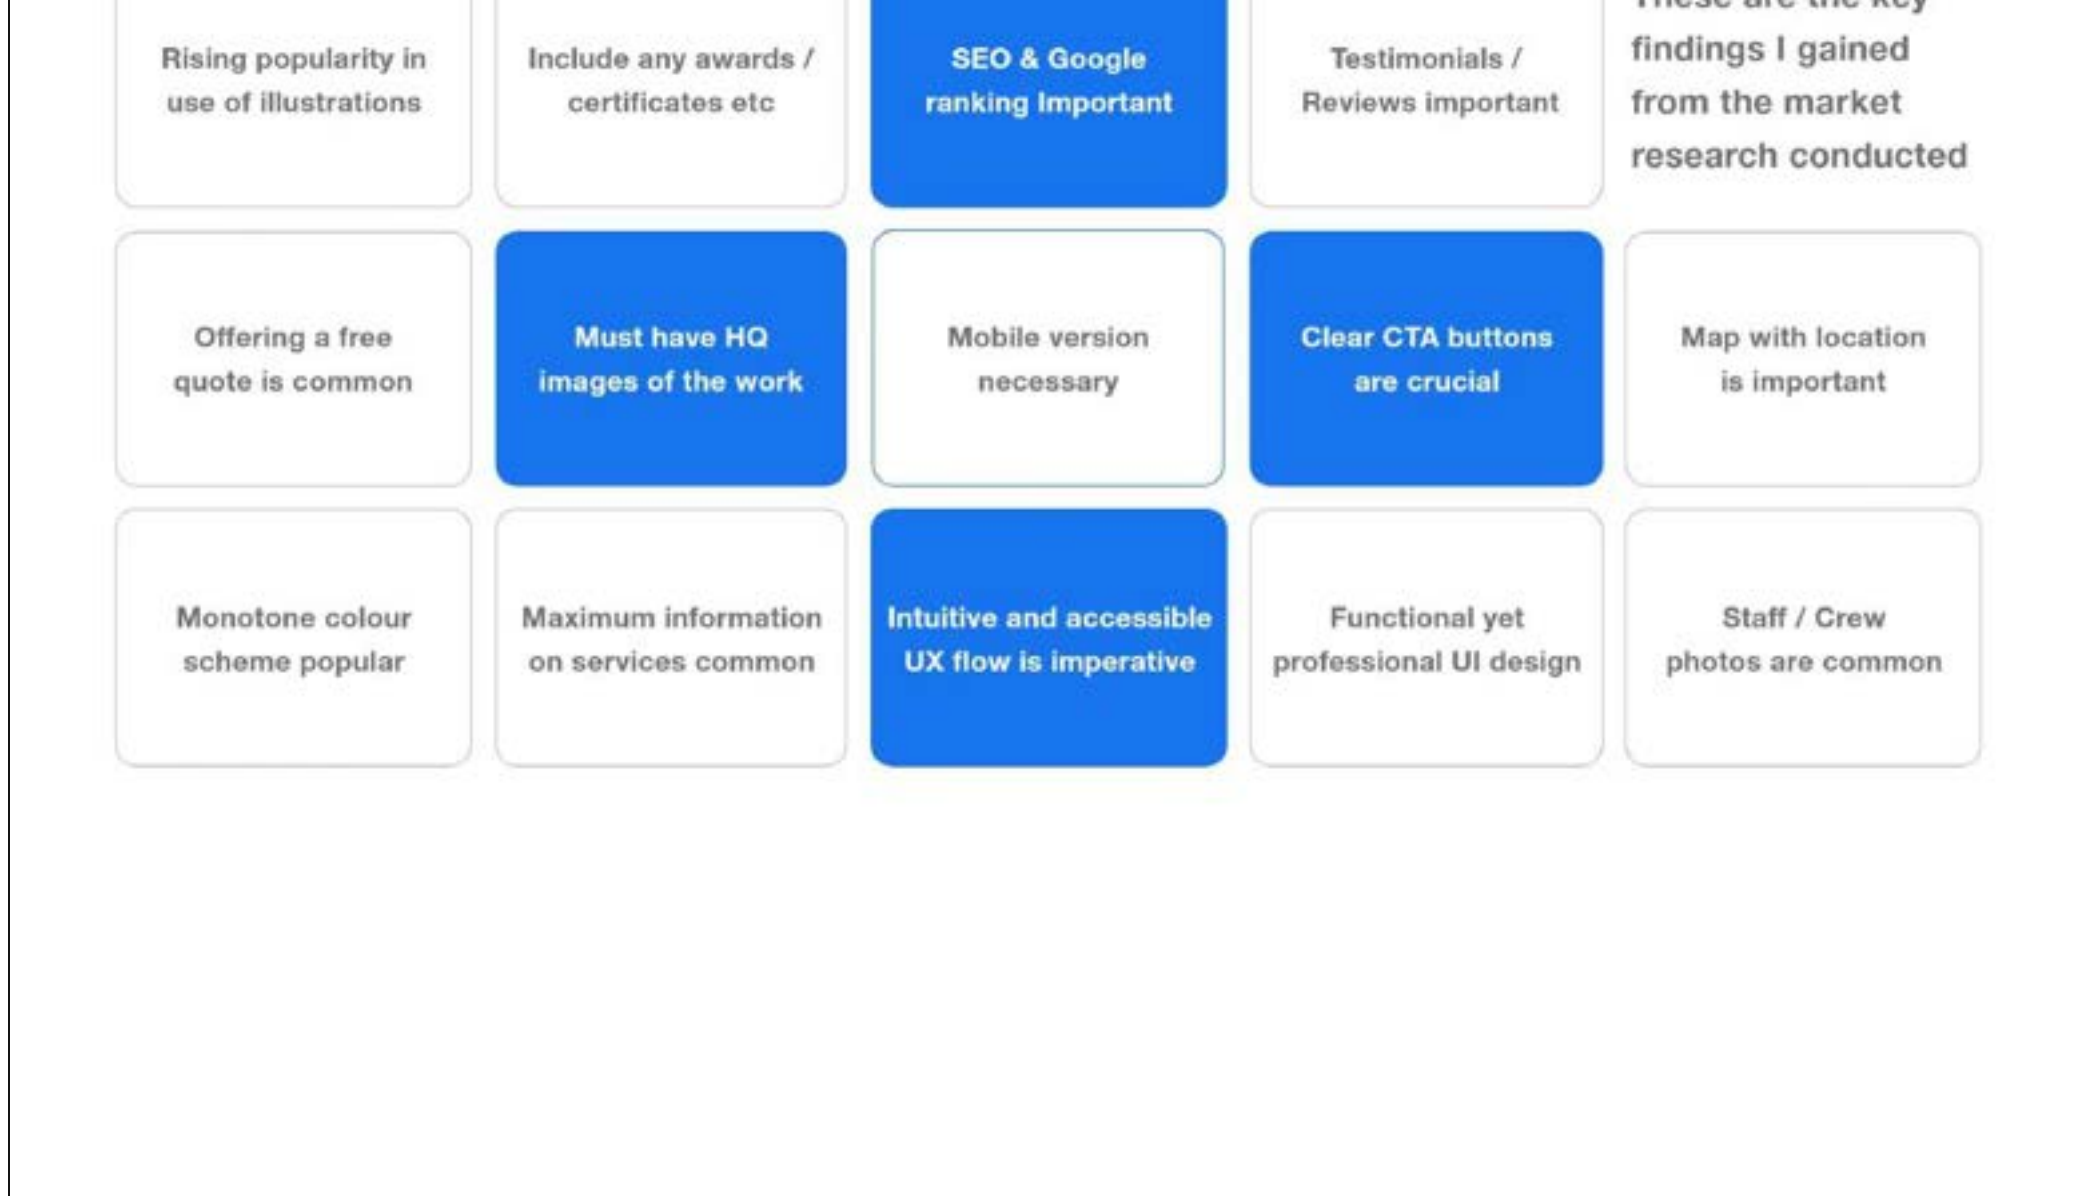 Rising popularity in
use of illustrations
Include any awards /
certificates etc
SEO & Google
ranking Important
Testimonials /
Reviews important
These are the key
findings I gained
from the market
research conducted
Offering a free
quote is common
Must have HQ
images of the work
Mobile version
necessary
Clear CTA buttons
are crucial
Map with location
is important
Monotone colour
scheme popular
Maximum information
on services common
Intuitive and accessible
UX flow is imperative
Functional yet
professional UI design
Staff / Crew
photos are common